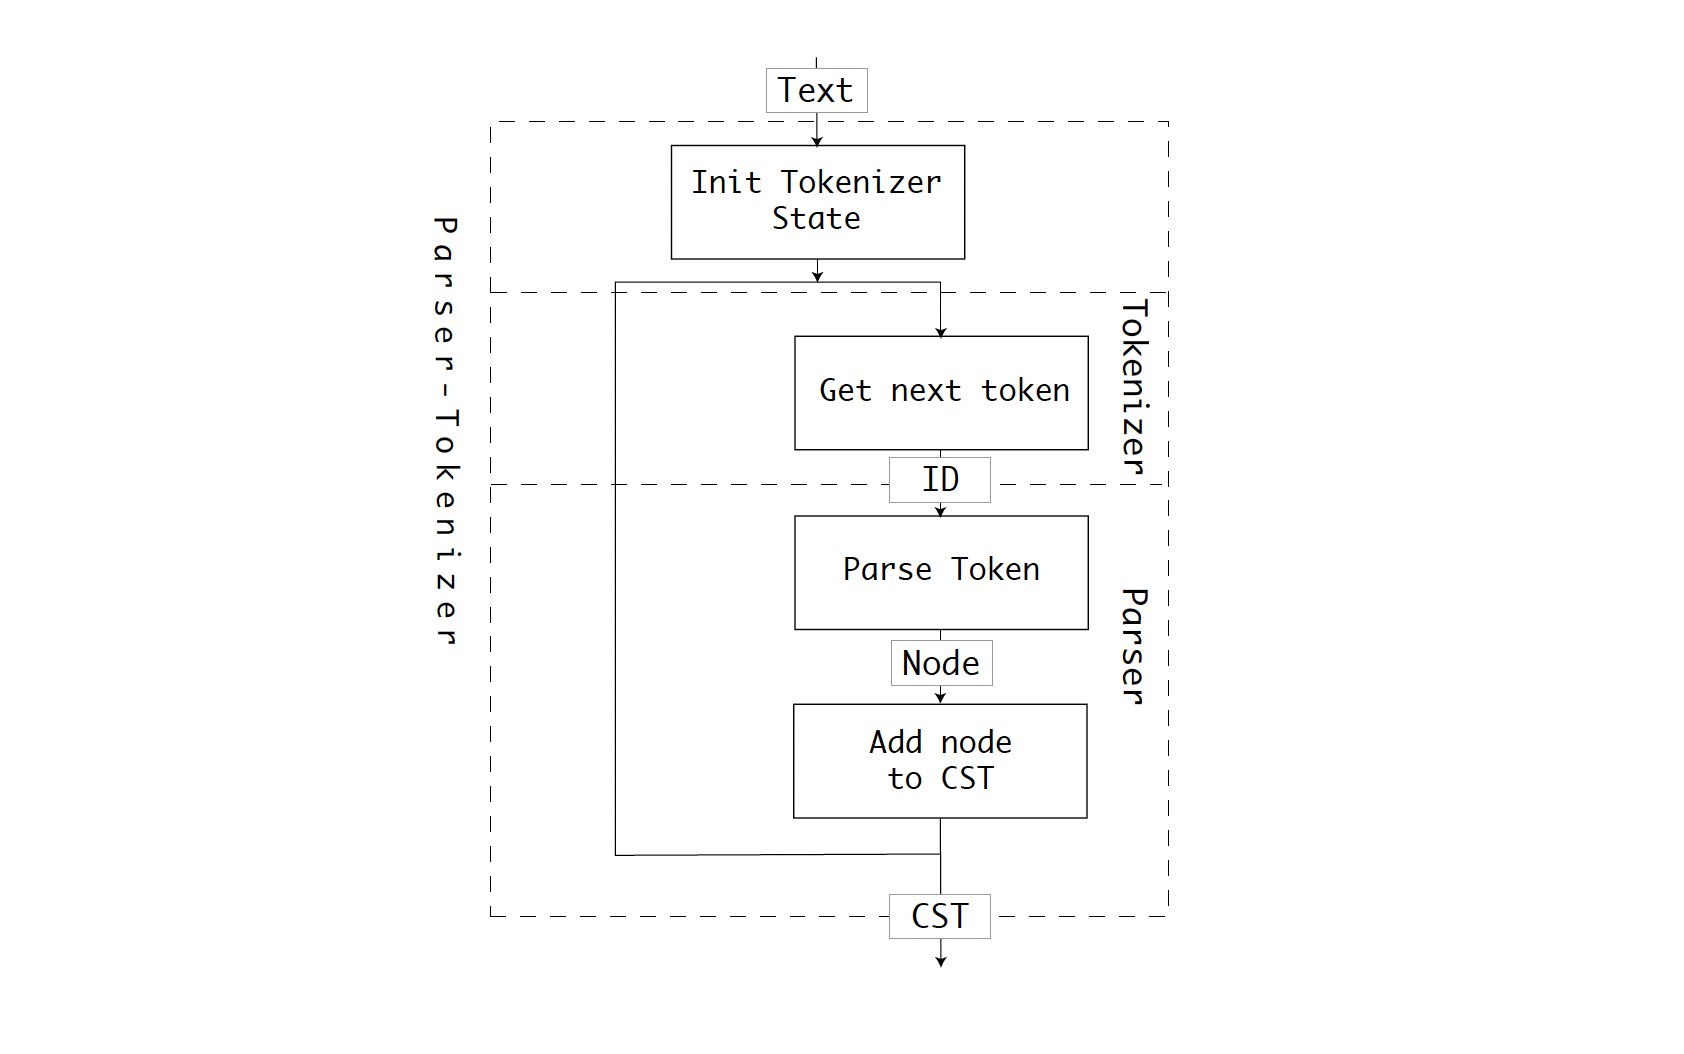 Text
Init Tokenizer
State
Parser-Tokenizer
Tokenizer
Get next token
ID
Parse Token
Parser
Node
Add node
to CST
CST